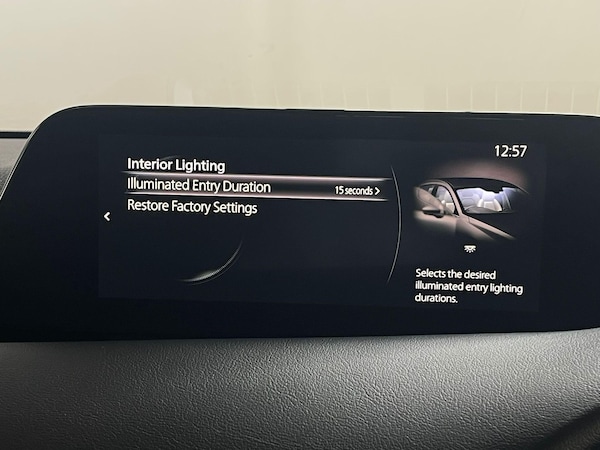 12:57
Interior Lighting
Illuminated Entry Duration 15 seconds >
Restore Factory Settings
Selects the desired
illuminated entry lighting
durations.